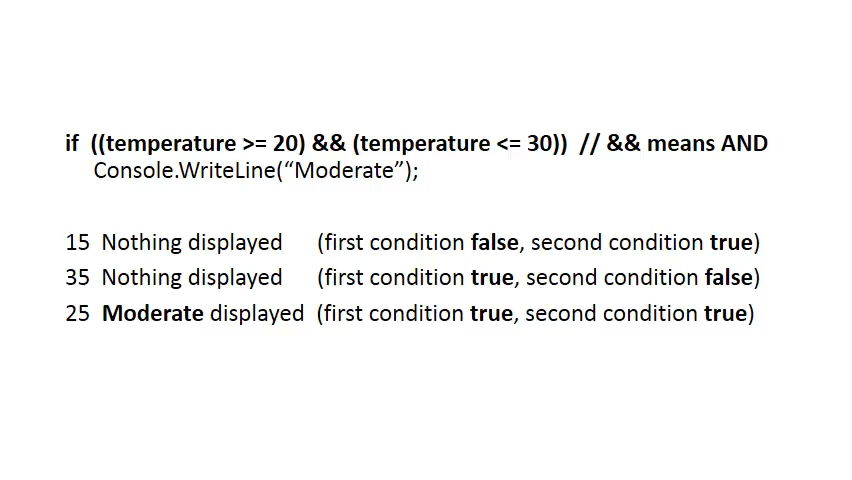 if ((temperature >= 20) && (temperature <= 30)) // && means AND
Console.WriteLine(“Moderate”);
15 Nothing displayed (first condition false, second condition true)
35 Nothing displayed (first condition true, second condition false)
25 Moderate displayed (first condition true, second condition true)